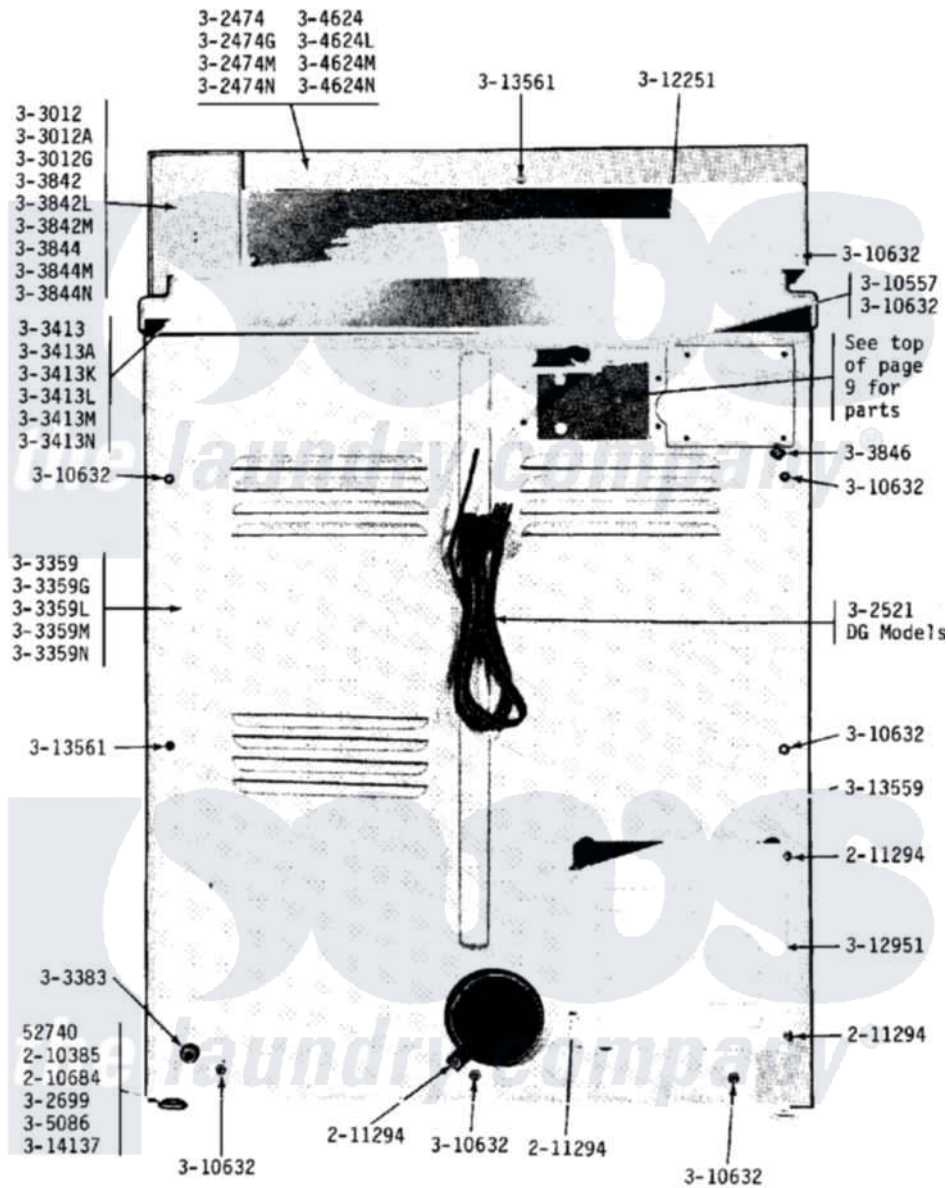 3-2474 3-4624
3-2474G 3-4624L
3-2474M 3-4624M
3-2474N 3-4624N
3-13561
3-12251
3-3012
3-3012A
3-3012G
3-3842
3-3842L
3-3842M
3-3844
3-3844M
3-3844N
3-10632
3-10557
3-10632
3-3413
3-3413A
3-3413K
3-3413L
3-3413M
3-3413N
See top
of page
9 for
parts
3-3846
3-10632
3-10632
the laundry company®
3-3359
3-3359G
3-3359L
3-3359M
3-3359N
3-2521
DG Models
3-13561
3-10632
3-13559
2-11294
3-12951
3-3383
2-11294
the laundry company®
52740
2-10385
2-10684
3-2699
3-5086
3-14137
3-10632
2-11294
3-10632
2-11294
3-10632